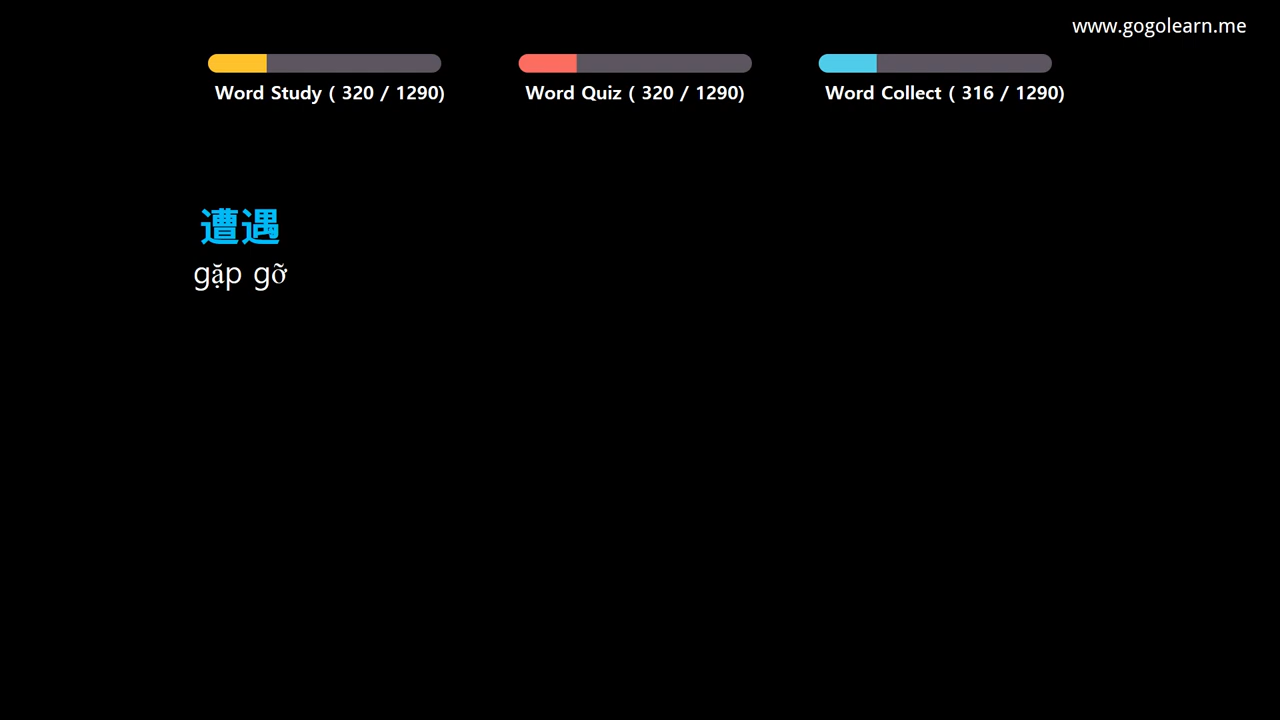 www.gogolearn.me
Word Study ( 320 / 1290)
Word Quiz ( 320 / 1290)
Word Collect ( 316 / 1290)
遭遇
gặp gỡ